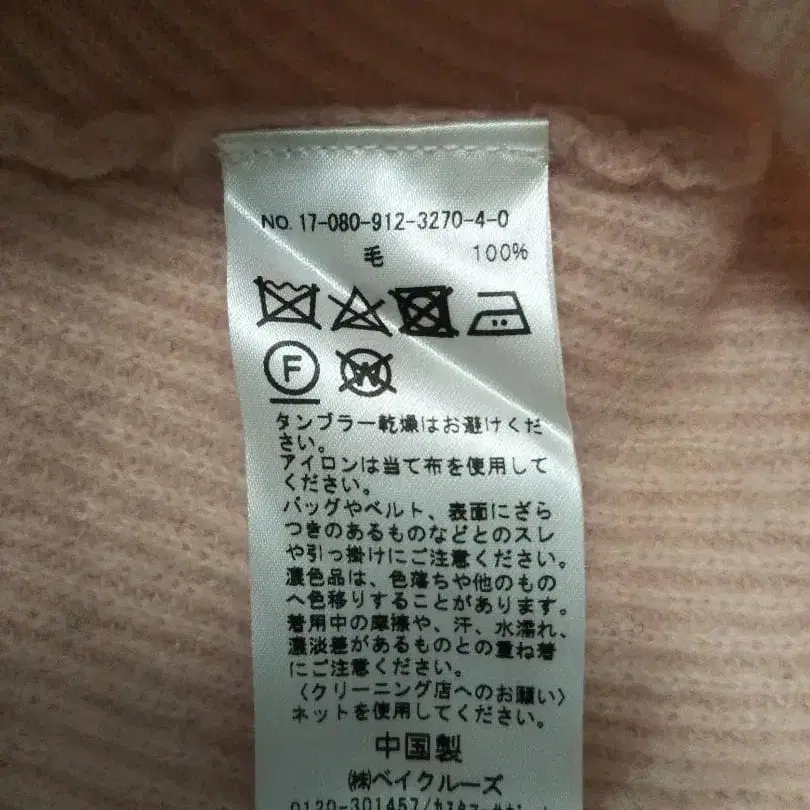 NO. 17-080-912-3270-4-0
毛 100%
F
W
タンブラー乾燥はお避けくだ
さい。
アイロンは当て布を使用して
ください。
バッグやベルト、表面にざら
つきのあるものなどとのスレ
や引っ掛けにご注意ください。
濃色品は、色落ちや他のもの
へ色移りすることがあります。
着用中の摩擦や、汗、水濡れ、
濃淡差があるものとの重ね着
にご注意ください。
〈クリーニング店へのお願い〉
ネットを使用してください。
中国製
㈱ベイクルーズ
0120-301457/